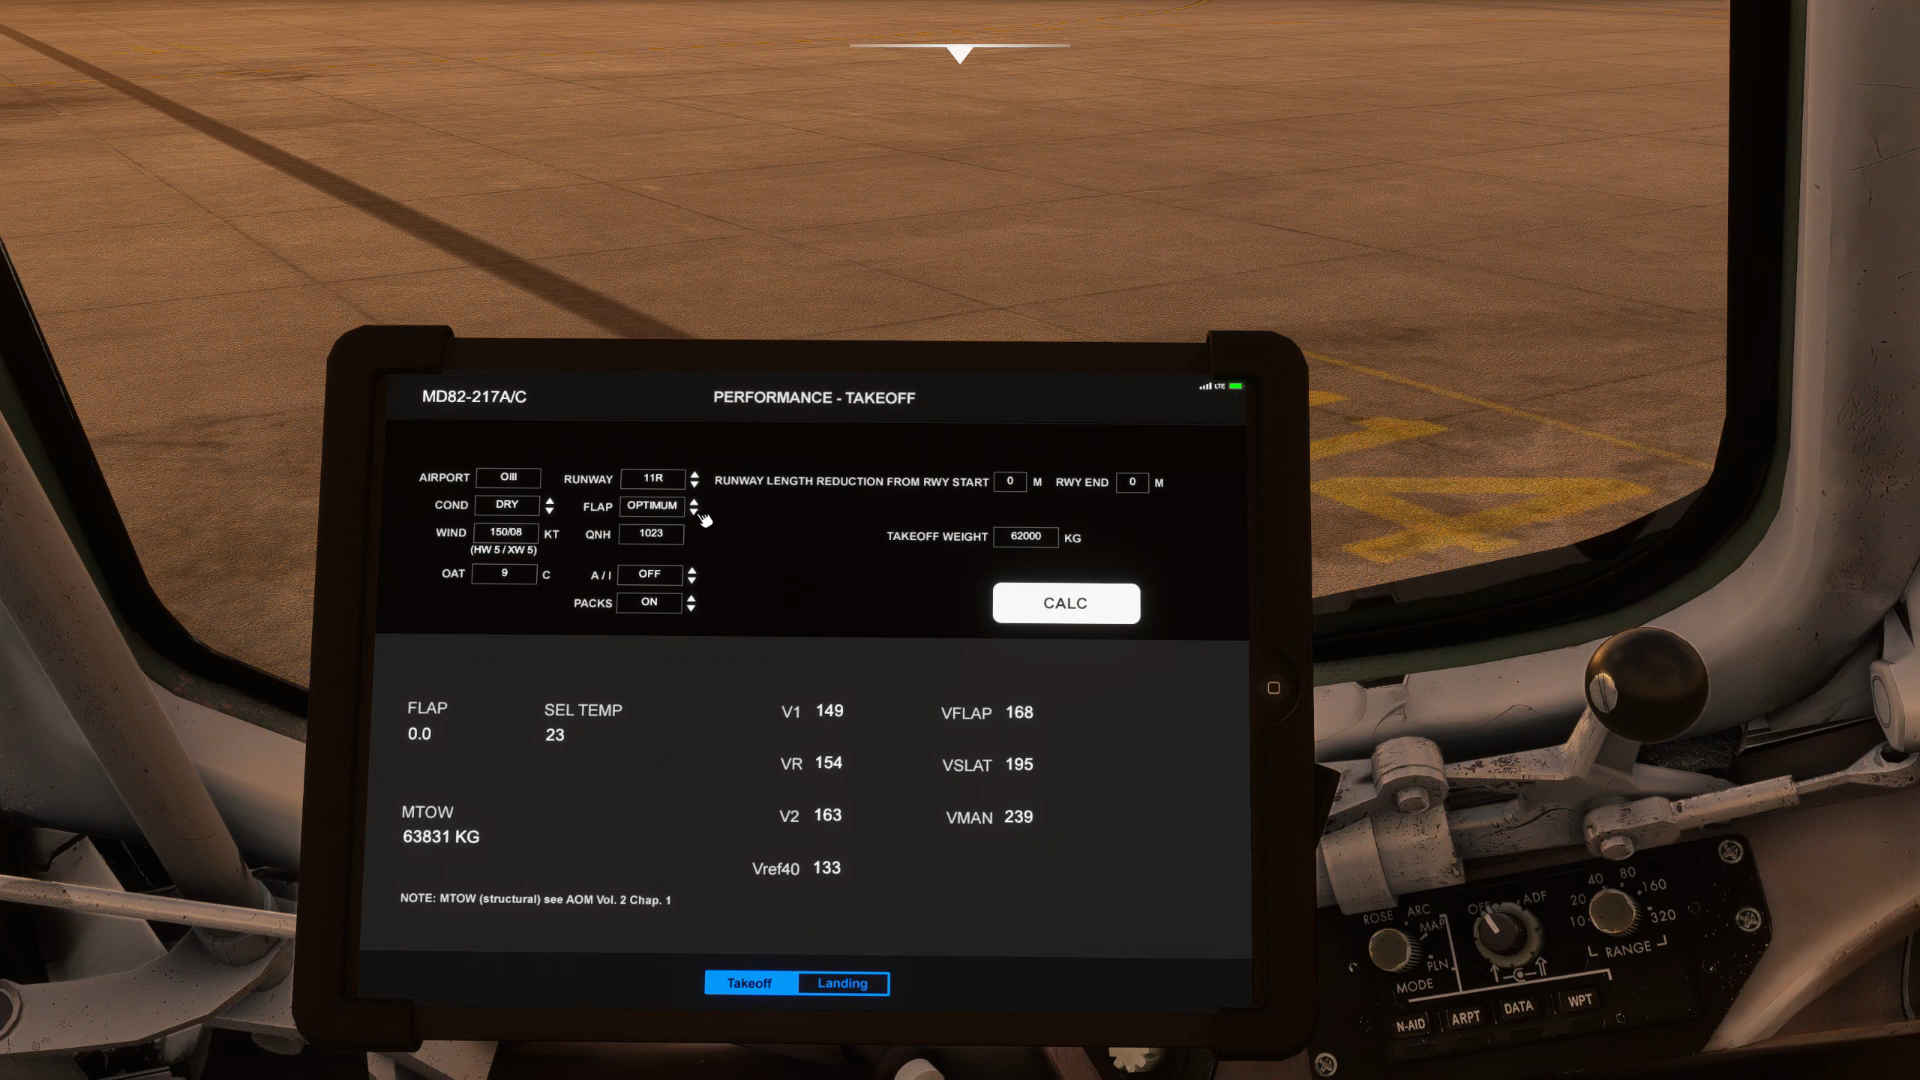 MD82-217A/C
PERFORMANCE - TAKEOFF
LTE
AIRPORT OIII RUNWAY 11R RUNWAY LENGTH REDUCTION FROM RWY START 0 M RWY END 0 M
COND DRY FLAP OPTIMUM
WIND 150/08 KT QNH 1023 TAKEOFF WEIGHT 62000 KG
(HW 5 / XW 5)
OAT 9 C A / I OFF
PACKS ON CALC
FLAP SEL TEMP V1 149 VFLAP 168
0.0 23
VR 154 VSLAT 195
MTOW V2 163 VMAN 239
63831 KG
Vref40 133
NOTE: MTOW (structural) see AOM Vol. 2 Chap. 1
Takeoff Landing
ROSE ARC MAP PLN
MODE
OFF ADF
10 20 40 80 160 320
RANGE
N-AID ARPT DATA WPT
4